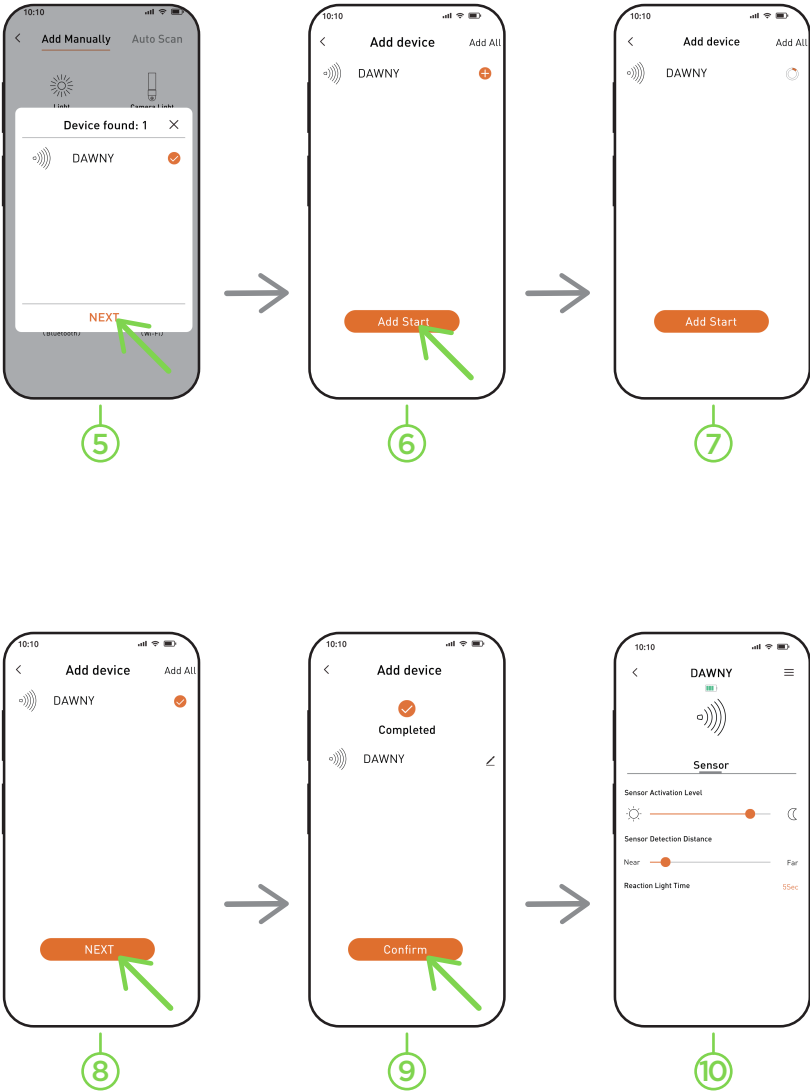 10:10
Add Manually Auto Scan
Light Camera Light
Device found: 1
DAWNY
NEXT
(Bluetooth) (Wi-Fi)
5
10:10
Add device Add All
DAWNY
Add Start
6
10:10
Add device Add All
DAWNY
Add Start
7
10:10
Add device Add All
DAWNY
NEXT
8
10:10
Add device
Completed
DAWNY
Confirm
9
10:10
DAWNY
Sensor
Sensor Activation Level
Sensor Detection Distance
Near Far
Reaction Light Time 5Sec
10